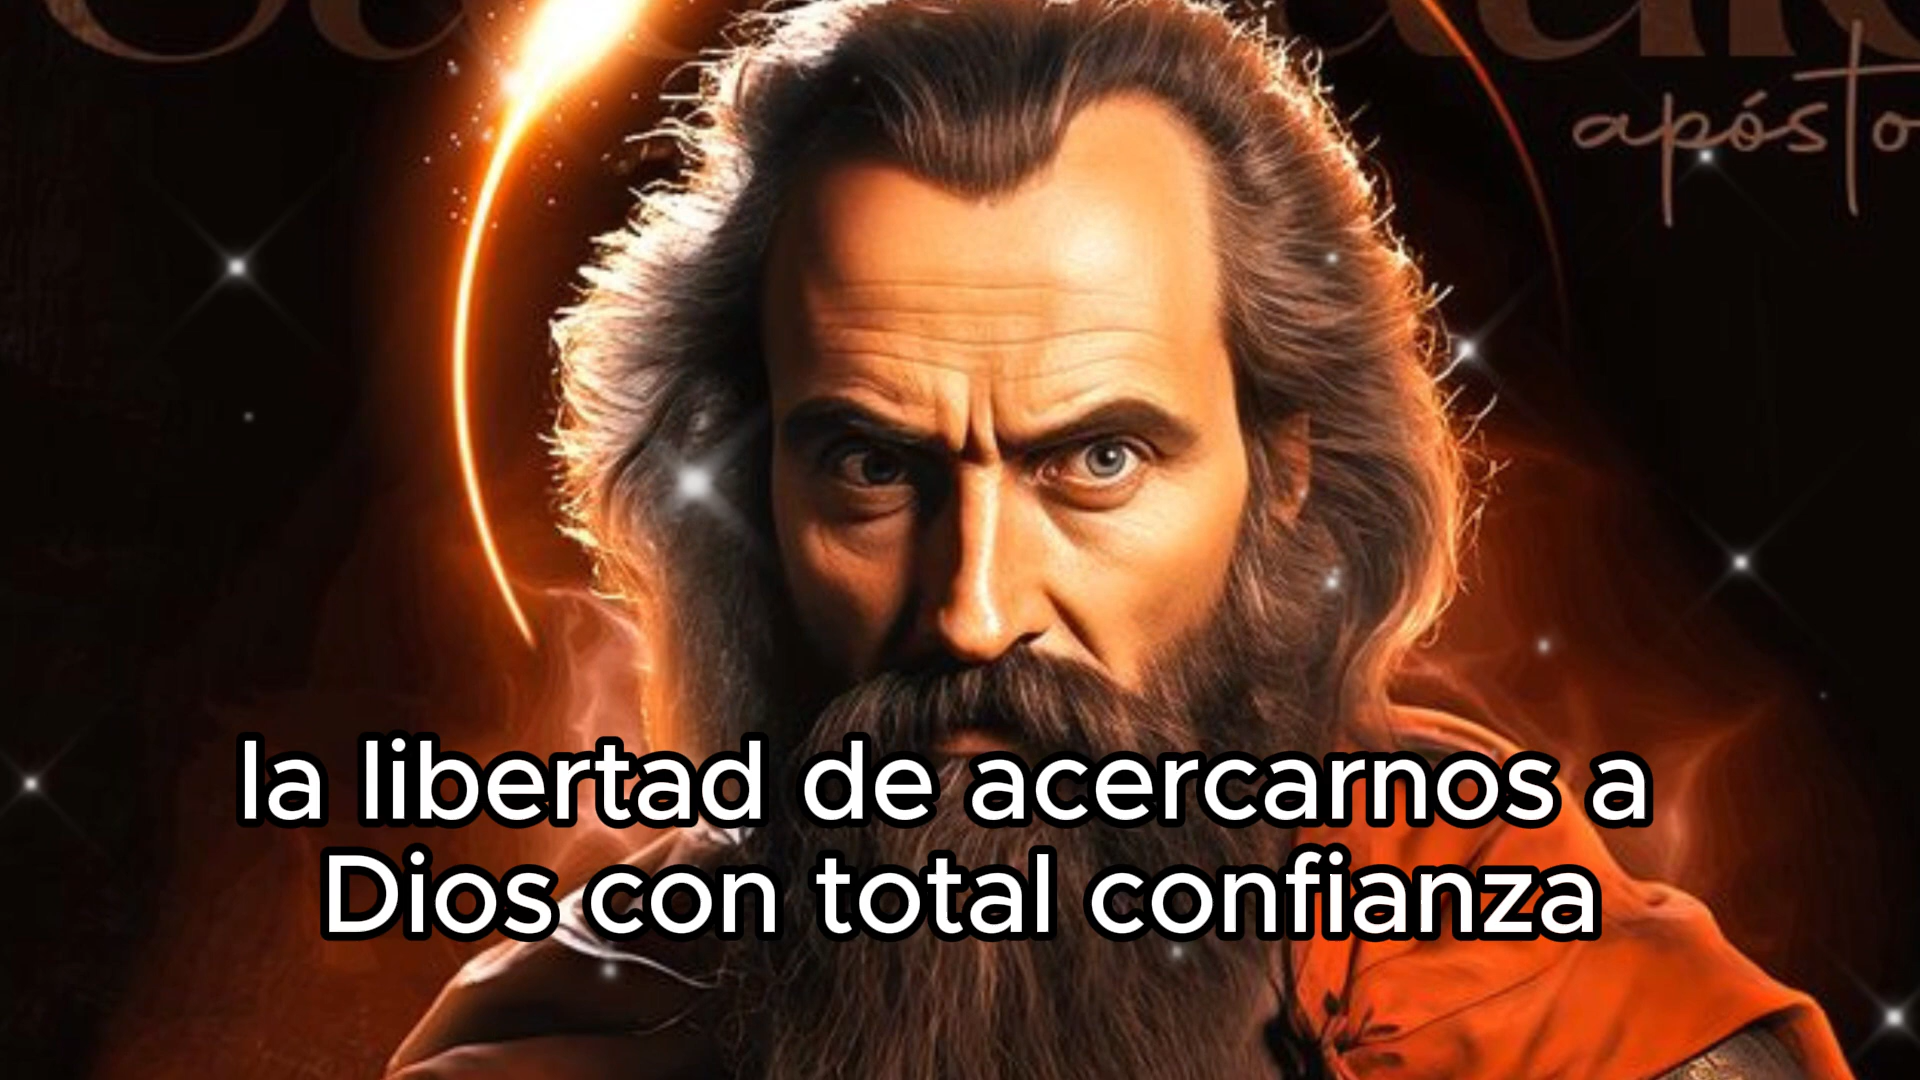 apósto
la libertad de acercarnos a
Dios con total confianza